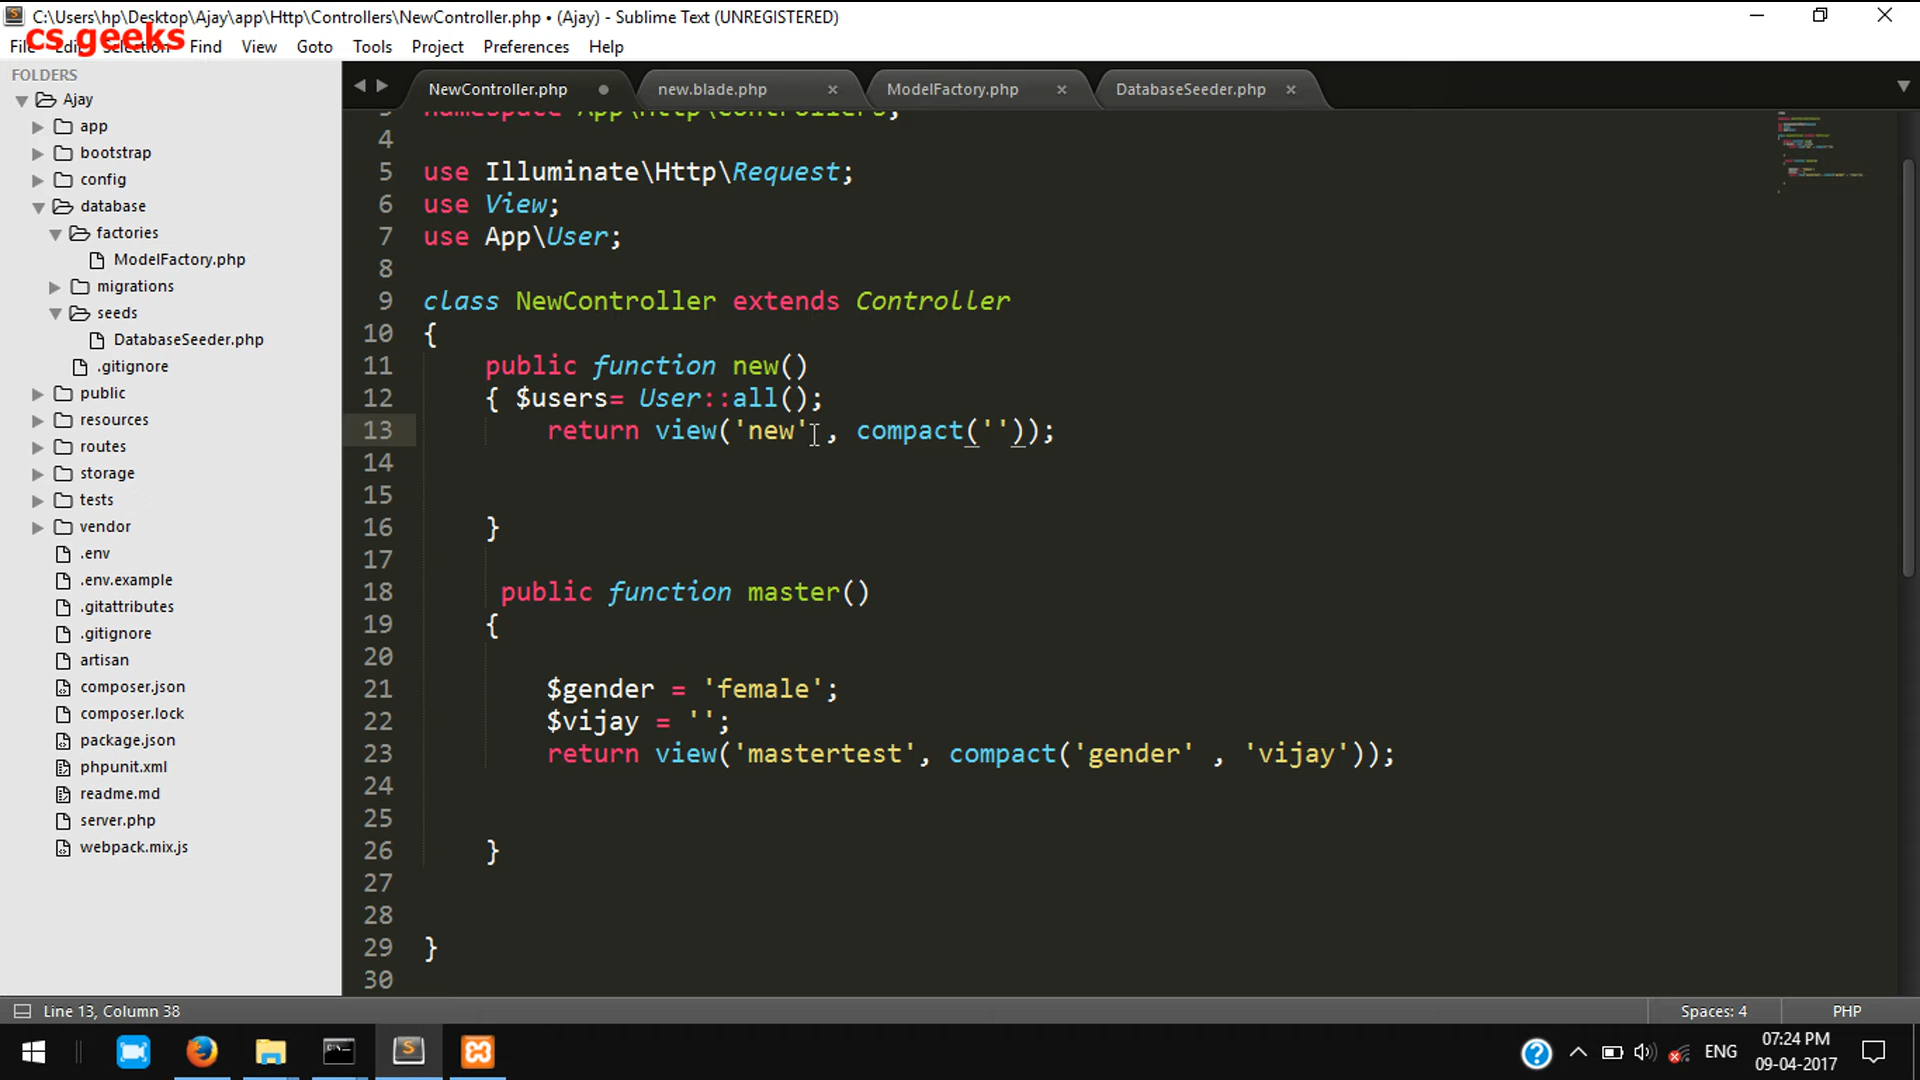 C:\Users\hp\Desktop\Ajay\app\Http\Controllers\NewController.php • (Ajay) - Sublime Text (UNREGISTERED)
cs geeks
File Edit Selection Find View Goto Tools Project Preferences Help
FOLDERS
Ajay
app
bootstrap
config
database
factories
ModelFactory.php
migrations
seeds
DatabaseSeeder.php
.gitignore
public
resources
routes
storage
tests
vendor
.env
.env.example
.gitattributes
.gitignore
artisan
composer.json
composer.lock
package.json
phpunit.xml
readme.md
server.php
webpack.mix.js
NewController.php new.blade.php ModelFactory.php DatabaseSeeder.php
3 namespace App\Http\Controllers;
4
5 use Illuminate\Http\Request;
6 use View;
7 use App\User;
8
9 class NewController extends Controller
10 {
11 public function new()
12 { $users= User::all();
13 return view('new' , compact(''));
14
15
16 }
17
18 public function master()
19 {
20
21 $gender = 'female';
22 $vijay = '';
23 return view('mastertest', compact('gender' , 'vijay'));
24
25
26 }
27
28
29 }
30
Line 13, Column 38 Spaces: 4 PHP
ENG 07:24 PM
09-04-2017